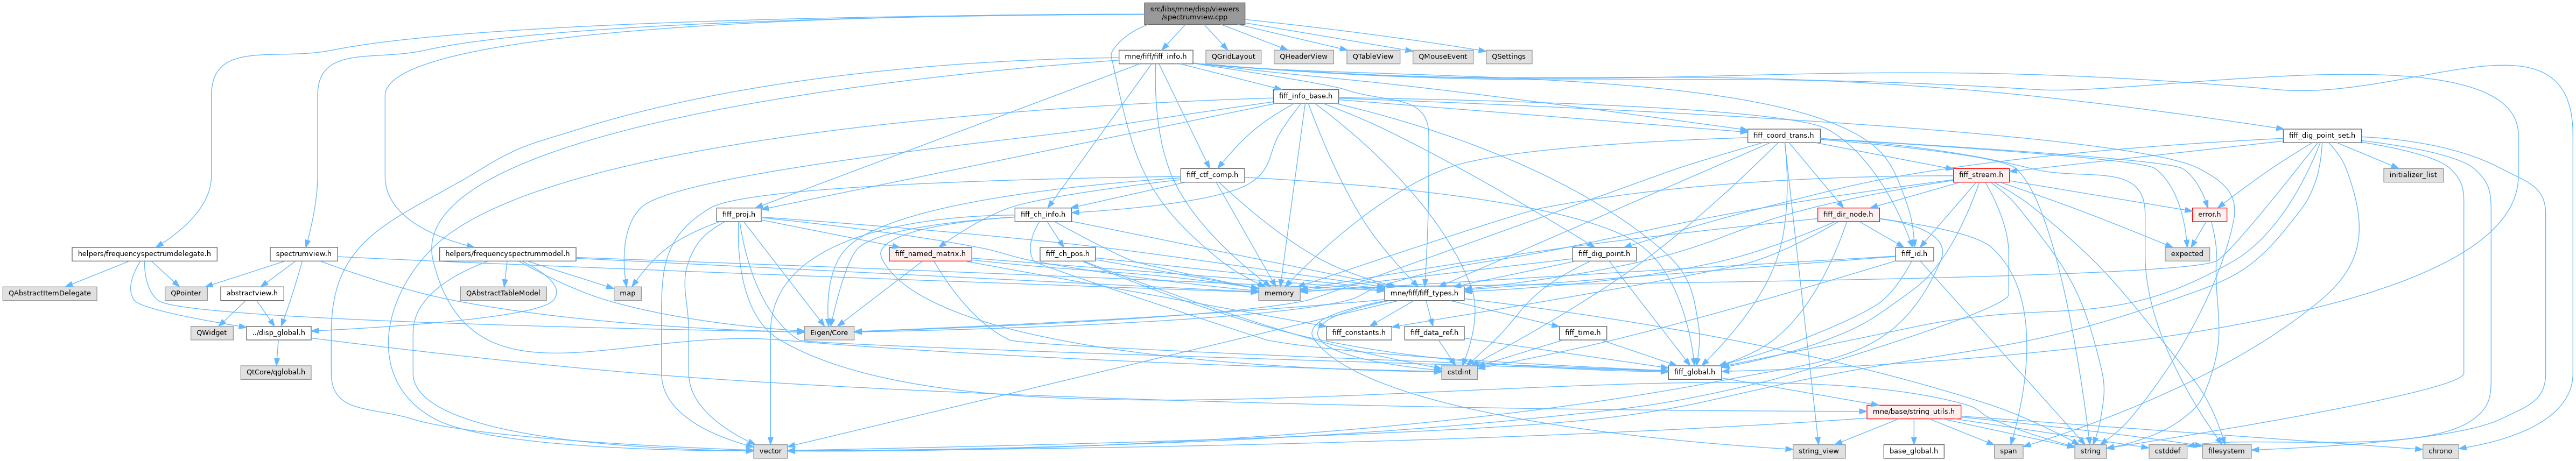 src/libs/mne/disp/viewers
/spectrumview.cpp
mne/fiff/fiff_info.h
QGridLayout
QHeaderView
QTableView
QMouseEvent
QSettings
fiff_info_base.h
fiff_coord_trans.h
fiff_dig_point_set.h
fiff_ctf_comp.h
fiff_stream.h
initializer_list
fiff_proj.h
fiff_ch_info.h
fiff_dir_node.h
error.h
helpers/frequencyspectrumdelegate.h
spectrumview.h
helpers/frequencyspectrummodel.h
fiff_named_matrix.h
fiff_ch_pos.h
fiff_dig_point.h
fiff_id.h
expected
QAbstractItemDelegate
QPointer
abstractview.h
QAbstractTableModel
map
memory
mne/fiff/fiff_types.h
QWidget
../disp_global.h
Eigen/Core
fiff_constants.h
fiff_data_ref.h
fiff_time.h
QtCore/qglobal.h
cstdint
fiff_global.h
mne/base/string_utils.h
vector
string_view
base_global.h
span
string
cstddef
filesystem
chrono